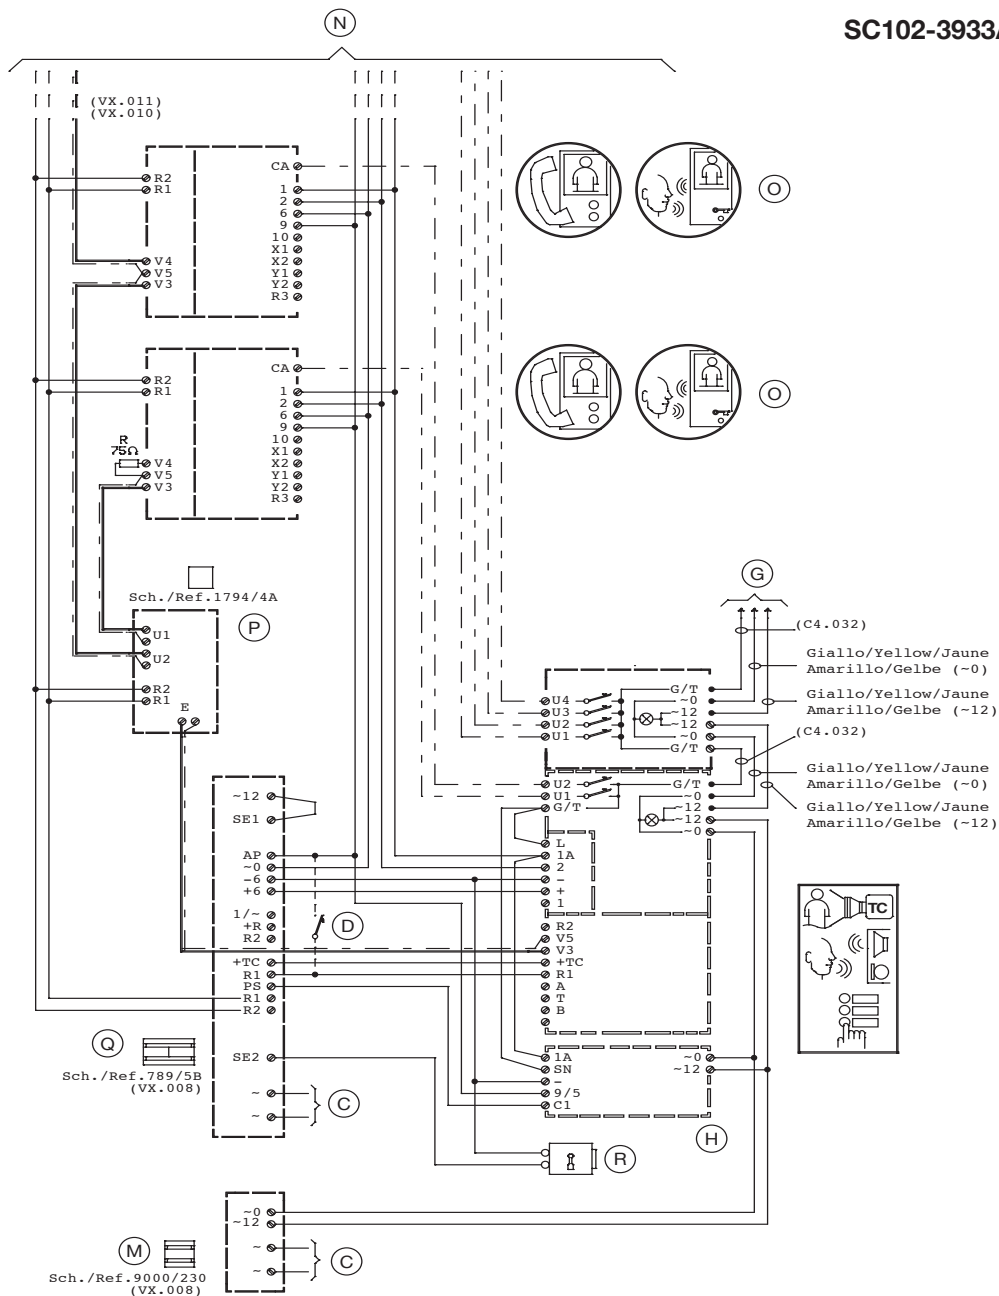 SC102-3933A
N
(VX.011)
(VX.010)
CA
R2
R1
1
2
6
9
10
X1
X2
Y1
Y2
R3
V4
V5
V3
O
CA
R2
R1
1
2
6
9
10
X1
X2
Y1
Y2
R3
R
75Ω
V4
V5
V3
O
Sch./Ref.1794/4A
P
U1
U2
R2
R1
E
G
(C4.032)
Giallo/Yellow/Jaune
Amarillo/Gelbe (~0)
Giallo/Yellow/Jaune
Amarillo/Gelbe (~12)
(C4.032)
Giallo/Yellow/Jaune
Amarillo/Gelbe (~0)
Giallo/Yellow/Jaune
Amarillo/Gelbe (~12)
U4
U3
U2
U1
G/T
~0
~12
~12
~0
G/T
U2
U1
G/T
G/T
~0
~12
~12
~0
L
1A
2
-
+
1
R2
V5
V3
+TC
R1
A
T
B
~12
SE1
AP
~0
-6
+6
1/~
+R
R2
+TC
R1
PS
R1
R2
SE2
~
~
D
Q
Sch./Ref.789/5B
(VX.008)
C
TC
1A
SN
-
9/5
C1
~0
~12
H
R
~0
~12
~
~
M
Sch./Ref.9000/230
(VX.008)
C